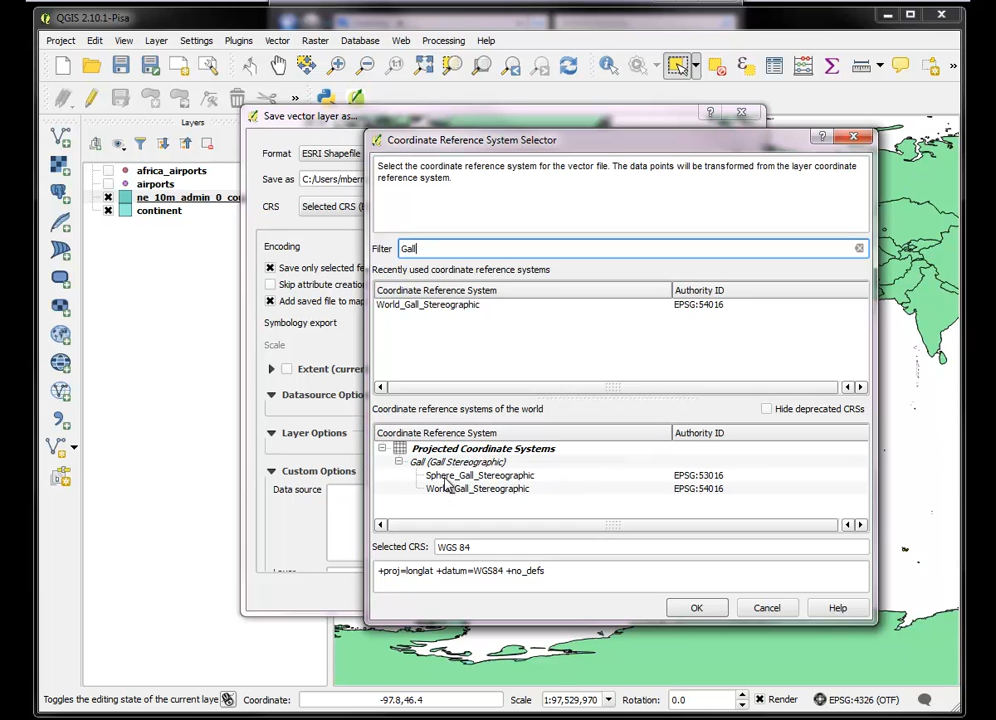 QGIS 2.10.1-Pisa
Project Edit View Layer Settings Plugins Vector Raster Database Web Processing Help
Layers
africa_airports
airports
ne_10m_admin_0_co
continent
Save vector layer as...
Format ESRI Shapefile
Save as C:/Users/mberr
CRS Selected CRS (E
Encoding
Save only selected fe
Skip attribute creation
Add saved file to map
Symbology export
Scale
Extent (curre
Datasource Optio
Layer Options
Custom Options
Data source
Coordinate Reference System Selector
Select the coordinate reference system for the vector file. The data points will be transformed from the layer coordinate
reference system.
Filter Gall
Recently used coordinate reference systems
Coordinate Reference System Authority ID
World_Gall_Stereographic EPSG:54016
Coordinate reference systems of the world Hide deprecated CRSs
Coordinate Reference System Authority ID
Projected Coordinate Systems
Gall (Gall Stereographic)
Sphere_Gall_Stereographic EPSG:53016
World_Gall_Stereographic EPSG:54016
Selected CRS: WGS 84
+proj=longlat +datum=WGS84 +no_defs
OK Cancel Help
Toggles the editing state of the current laye Coordinate: -97.8,46.4 Scale 1:97,529,970 Rotation: 0.0 Render EPSG:4326 (OTF)